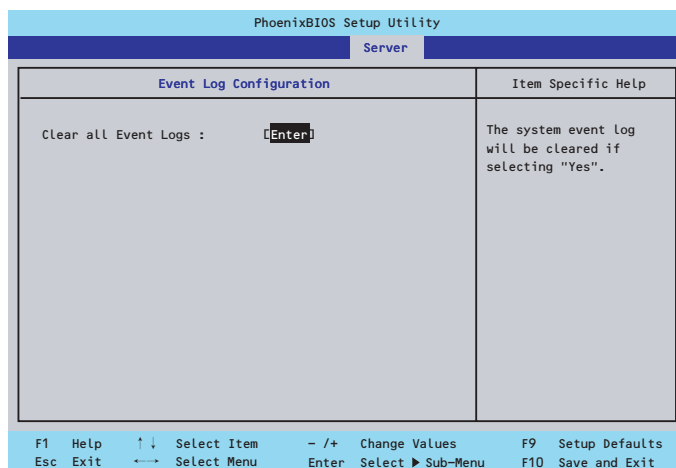 PhoenixBIOS Setup Utility
Server
Event Log Configuration
Item Specific Help
Clear all Event Logs : [Enter]
The system event log
will be cleared if
selecting "Yes".
F1 Help ↑↓ Select Item -/+ Change Values F9 Setup Defaults
Esc Exit ←→ Select Menu Enter Select ▶ Sub-Menu F10 Save and Exit